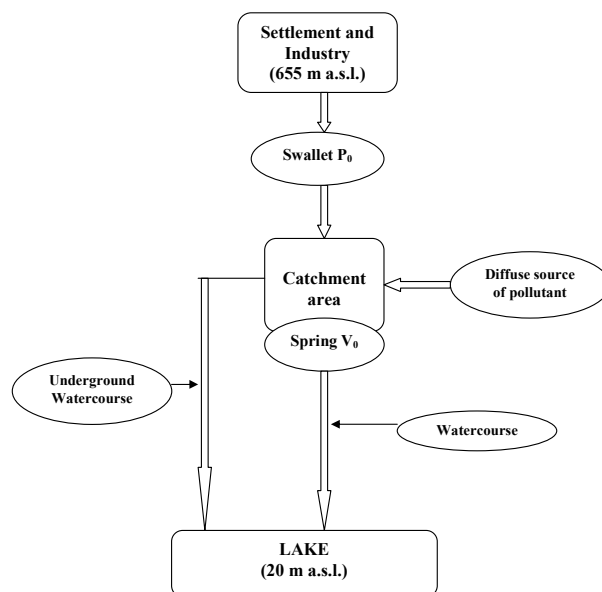 Settlement and
Industry
(655 m a.s.l.)
Swallet P₀
Catchment
area
Diffuse source
of pollutant
Spring V₀
Underground
Watercourse
Watercourse
LAKE
(20 m a.s.l.)